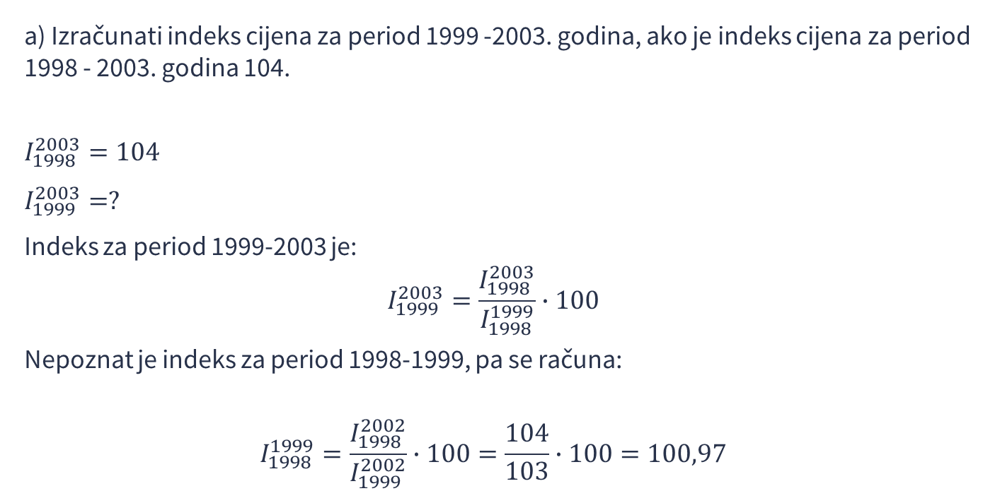 a) Izračunati indeks cijena za period 1999 -2003. godina, ako je indeks cijena za period
1998 - 2003. godina 104.
$I_{1998}^{2003} = 104$
$I_{1999}^{2003} =?$
Indeks za period 1999-2003 je:
$I_{1999}^{2003} = \frac{I_{1998}^{2003}}{I_{1998}^{1999}} \cdot 100$
Nepoznat je indeks za period 1998-1999, pa se računa:
$I_{1998}^{1999} = \frac{I_{1998}^{2002}}{I_{1999}^{2002}} \cdot 100 = \frac{104}{103} \cdot 100 = 100,97$